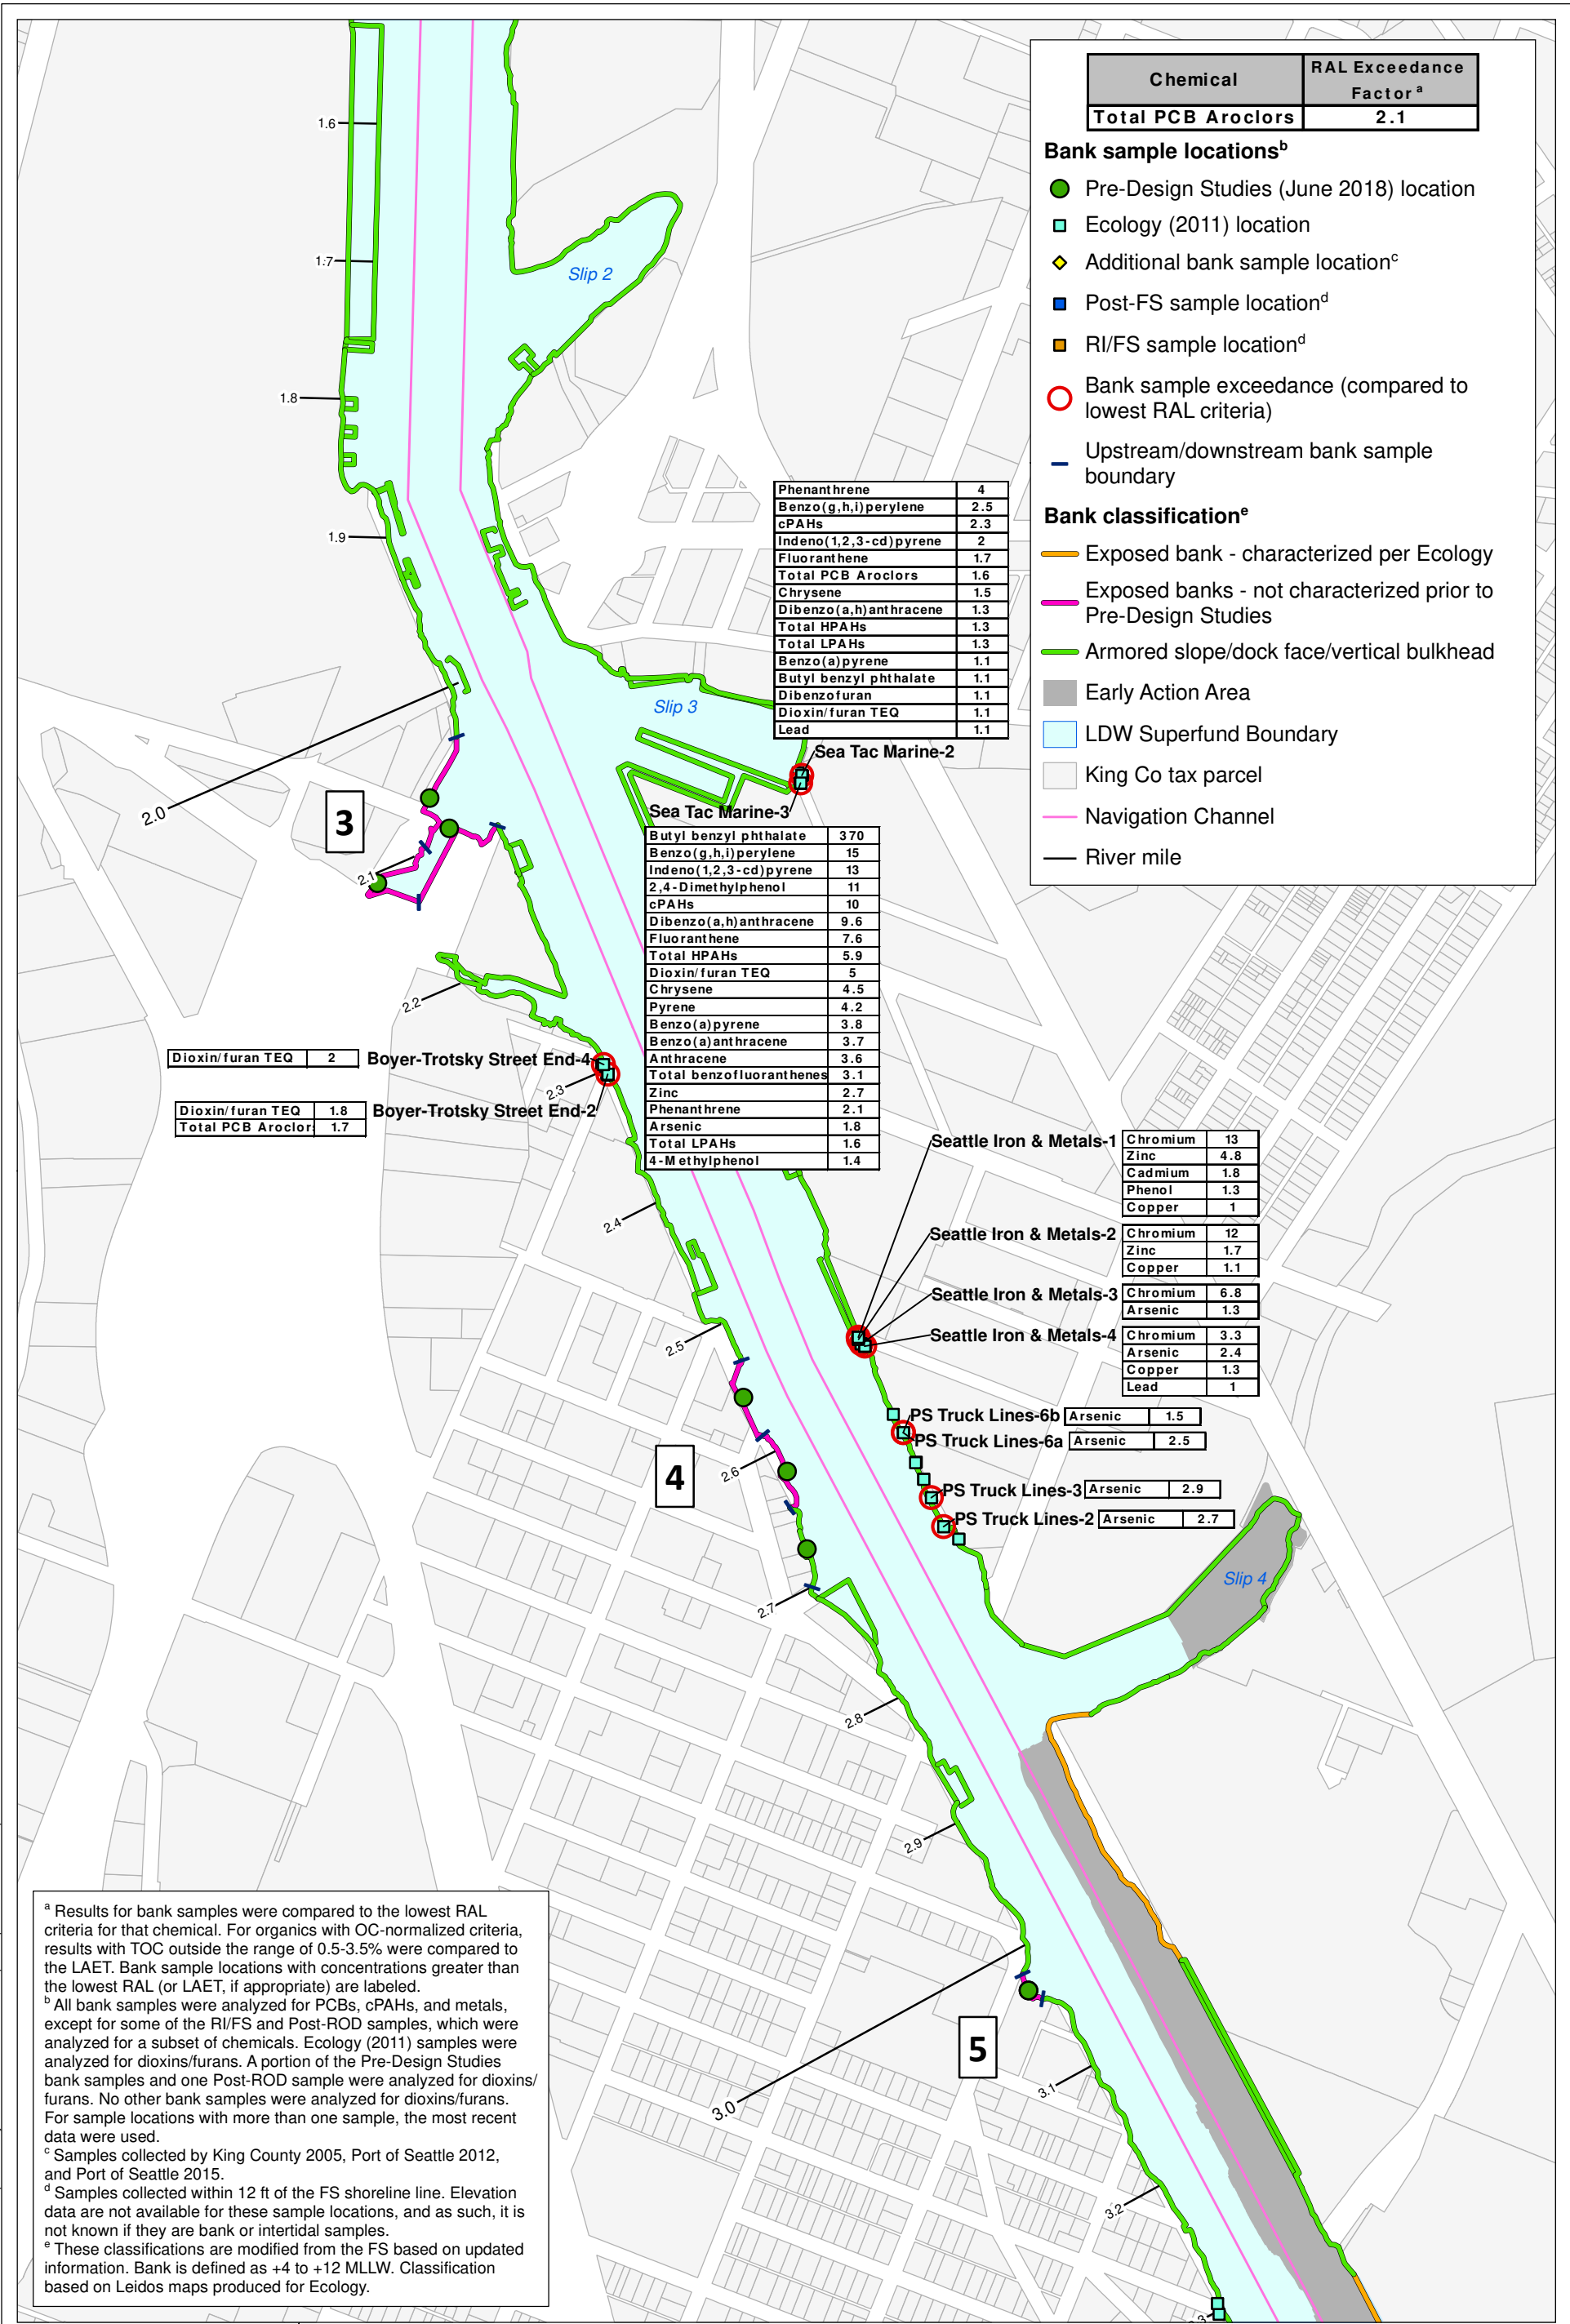 Chemical
RAL Exceedance
Factor a
Total PCB Aroclors 2.1
Bank sample locations b
Pre-Design Studies (June 2018) location
Ecology (2011) location
Additional bank sample location c
Post-FS sample location d
RI/FS sample location d
Bank sample exceedance (compared to
lowest RAL criteria)
Upstream/downstream bank sample
boundary
Bank classification e
Exposed bank - characterized per Ecology
Exposed banks - not characterized prior to
Pre-Design Studies
Armored slope/dock face/vertical bulkhead
Early Action Area
LDW Superfund Boundary
King Co tax parcel
Navigation Channel
River mile
1.6
1.7
Slip 2
1.8
1.9
Phenanthrene 4
Benzo(g,h,i)perylene 2.5
cPAHs 2.3
Indeno(1,2,3-cd)pyrene 2
Fluoranthene 1.7
Total PCB Aroclors 1.6
Chrysene 1.5
Dibenzo(a,h)anthracene 1.3
Total HPAHs 1.3
Total LPAHs 1.3
Benzo(a)pyrene 1.1
Butyl benzyl phthalate 1.1
Dibenzofuran 1.1
Dioxin/furan TEQ 1.1
Lead 1.1
Slip 3
Sea Tac Marine-2
2.0
3
Sea Tac Marine-3
Butyl benzyl phthalate 370
Benzo(g,h,i)perylene 15
Indeno(1,2,3-cd)pyrene 13
2,4-Dimethylphenol 11
cPAHs 10
Dibenzo(a,h)anthracene 9.6
Fluoranthene 7.6
Total HPAHs 5.9
Dioxin/furan TEQ 5
Chrysene 4.5
Pyrene 4.2
Benzo(a)pyrene 3.8
Benzo(a)anthracene 3.7
Anthracene 3.6
Total benzofluoranthenes 3.1
Zinc 2.7
Phenanthrene 2.1
Arsenic 1.8
Total LPAHs 1.6
4-Methylphenol 1.4
2.1
2.2
Dioxin/furan TEQ 2
Boyer-Trotsky Street End-4
2.3
Dioxin/furan TEQ 1.8
Total PCB Aroclor 1.7
Boyer-Trotsky Street End-2
Seattle Iron & Metals-1
Chromium 13
Zinc 4.8
Cadmium 1.8
Phenol 1.3
Copper 1
2.4
Seattle Iron & Metals-2
Chromium 12
Zinc 1.7
Copper 1.1
Seattle Iron & Metals-3
Chromium 6.8
Arsenic 1.3
Seattle Iron & Metals-4
Chromium 3.3
Arsenic 2.4
Copper 1.3
Lead 1
2.5
PS Truck Lines-6b Arsenic 1.5
PS Truck Lines-6a Arsenic 2.5
4
2.6
PS Truck Lines-3 Arsenic 2.9
PS Truck Lines-2 Arsenic 2.7
Slip 4
2.7
2.8
2.9
5
3.0
3.1
3.2
a Results for bank samples were compared to the lowest RAL
criteria for that chemical. For organics with OC-normalized criteria,
results with TOC outside the range of 0.5-3.5% were compared to
the LAET. Bank sample locations with concentrations greater than
the lowest RAL (or LAET, if appropriate) are labeled.
b All bank samples were analyzed for PCBs, cPAHs, and metals,
except for some of the RI/FS and Post-ROD samples, which were
analyzed for a subset of chemicals. Ecology (2011) samples were
analyzed for dioxins/furans. A portion of the Pre-Design Studies
bank samples and one Post-ROD sample were analyzed for dioxins/
furans. No other bank samples were analyzed for dioxins/furans.
For sample locations with more than one sample, the most recent
data were used.
c Samples collected by King County 2005, Port of Seattle 2012,
and Port of Seattle 2015.
d Samples collected within 12 ft of the FS shoreline line. Elevation
data are not available for these sample locations, and as such, it is
not known if they are bank or intertidal samples.
e These classifications are modified from the FS based on updated
information. Bank is defined as +4 to +12 MLLW. Classification
based on Leidos maps produced for Ecology.